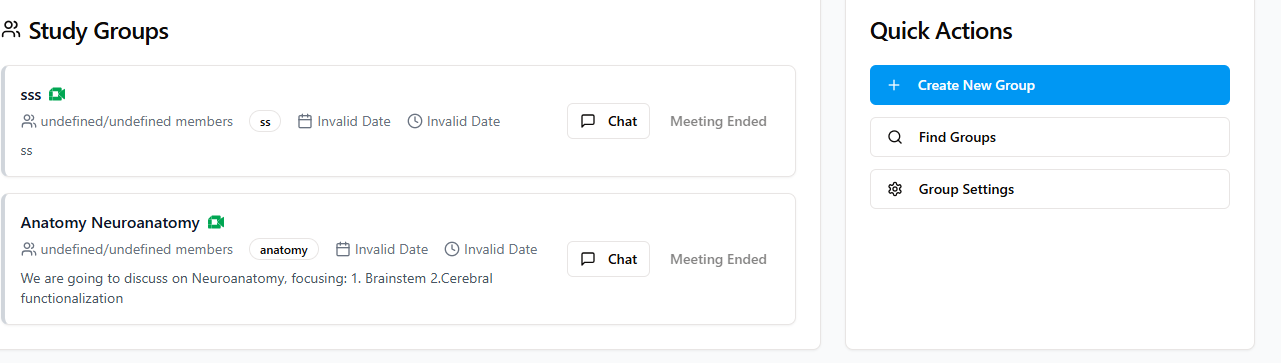 Study Groups
sss
undefined/undefined members ss Invalid Date Invalid Date
ss
Chat Meeting Ended
Anatomy Neuroanatomy
undefined/undefined members anatomy Invalid Date Invalid Date
We are going to discuss on Neuroanatomy, focusing: 1. Brainstem 2.Cerebral
functionalization
Chat Meeting Ended
Quick Actions
Create New Group
Find Groups
Group Settings